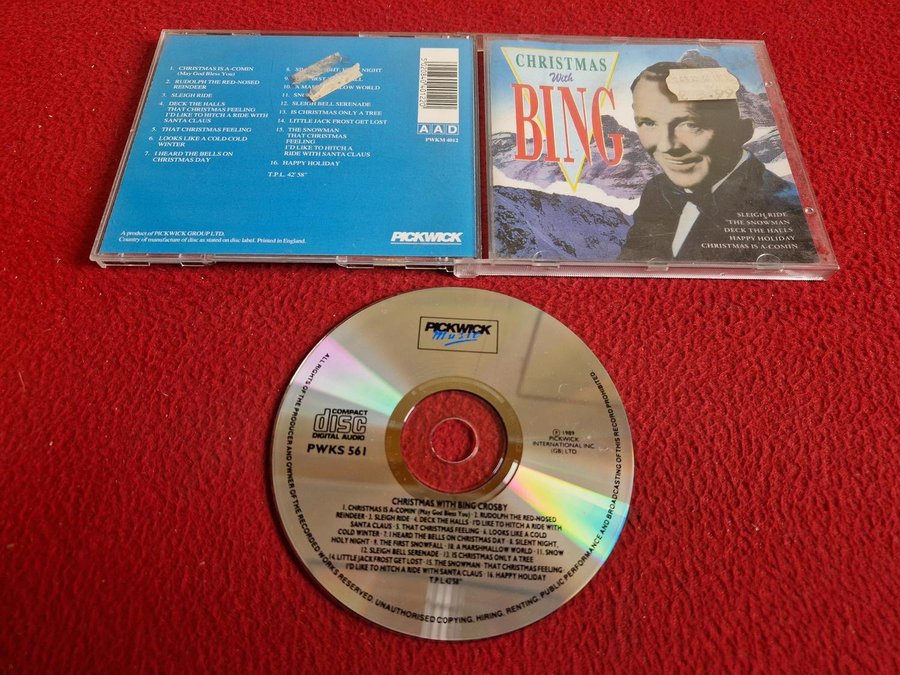 1. CHRISTMAS IS A-COMIN
(May God Bless You)
2. RUDOLPH THE RED-NOSED
REINDEER
3. SLEIGH RIDE
4. DECK THE HALLS
THAT CHRISTMAS FEELING
I'D LIKE TO HITCH A RIDE WITH
SANTA CLAUS
5. THAT CHRISTMAS FEELING
6. LOOKS LIKE A COLD COLD
WINTER
7. I HEARD THE BELLS ON
CHRISTMAS DAY
8. NIGHT
9.
10. A MARSHMALLOW WORLD
11. SNOW
12. SLEIGH BELL SERENADE
13. IS CHRISTMAS ONLY A TREE
14. LITTLE JACK FROST GET LOST
15. THE SNOWMAN
THAT CHRISTMAS
FEELING
I'D LIKE TO HITCH A
RIDE WITH SANTA CLAUS
16. HAPPY HOLIDAY
T.P.L. 42' 58"
AAD
PWKM 4012
A product of PICKWICK GROUP LTD.
Country of manufacture of disc as stated on disc label. Printed in England.
PICKWICK
CHRISTMAS
With
BING
SLEIGH RIDE
THE SNOWMAN
DECK THE HALLS
HAPPY HOLIDAY
CHRISTMAS IS A-COMIN
PICKWICK
Music
COMPACT
disc
DIGITAL AUDIO
PWKS 561
℗ 1989
PICKWICK
INTERNATIONAL INC.
(GB) LTD
CHRISTMAS WITH BING CROSBY
1. CHRISTMAS IS A-COMIN' (May God Bless You) · 2. RUDOLPH THE RED-NOSED
REINDEER · 3. SLEIGH RIDE · 4. DECK THE HALLS · I'D LIKE TO HITCH A RIDE WITH
SANTA CLAUS · 5. THAT CHRISTMAS FEELING · 6. LOOKS LIKE A COLD
COLD WINTER · 7. I HEARD THE BELLS ON CHRISTMAS DAY · 8. SILENT NIGHT,
HOLY NIGHT · 9. THE FIRST SNOWFALL · 10. A MARSHMALLOW WORLD · 11. SNOW
12. SLEIGH BELL SERENADE · 13. IS CHRISTMAS ONLY A TREE
14. LITTLE JACK FROST GET LOST · 15. THE SNOWMAN · THAT CHRISTMAS FEELING·
I'D LIKE TO HITCH A RIDE WITH SANTA CLAUS · 16. HAPPY HOLIDAY
T.P.L. 42'58"
ALL RIGHTS OF THE PRODUCER AND OWNER OF THE RECORDED WORKS RESERVED. UNAUTHORISED COPYING, HIRING, RENTING, PUBLIC PERFORMANCE AND BROADCASTING OF THIS RECORD PROHIBITED.